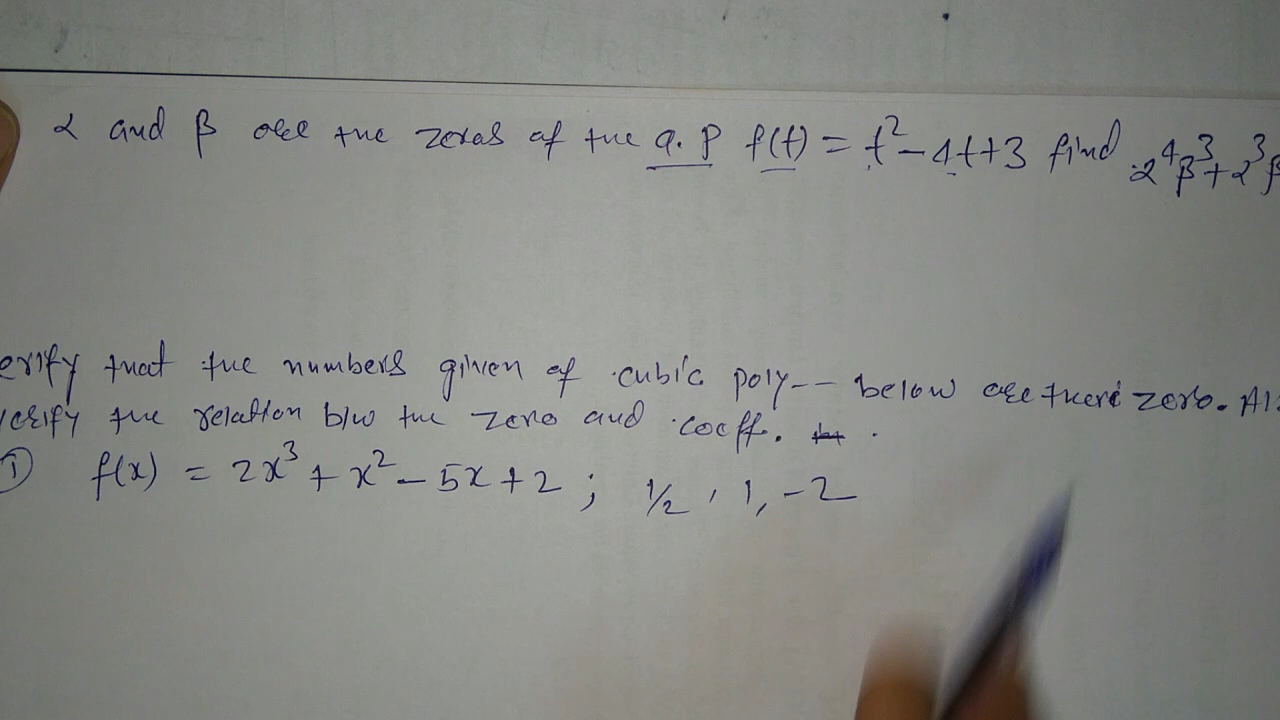 α and β are the zeros of the q. p f(t) = t² - 4t + 3 find α⁴β³ + α³β
erify that the numbers given of cubic poly-- below are their zero. Al
verify the relation b/w the zero and coeff. .
① f(x) = 2x³ + x² - 5x + 2 ; 1/2 , 1, -2